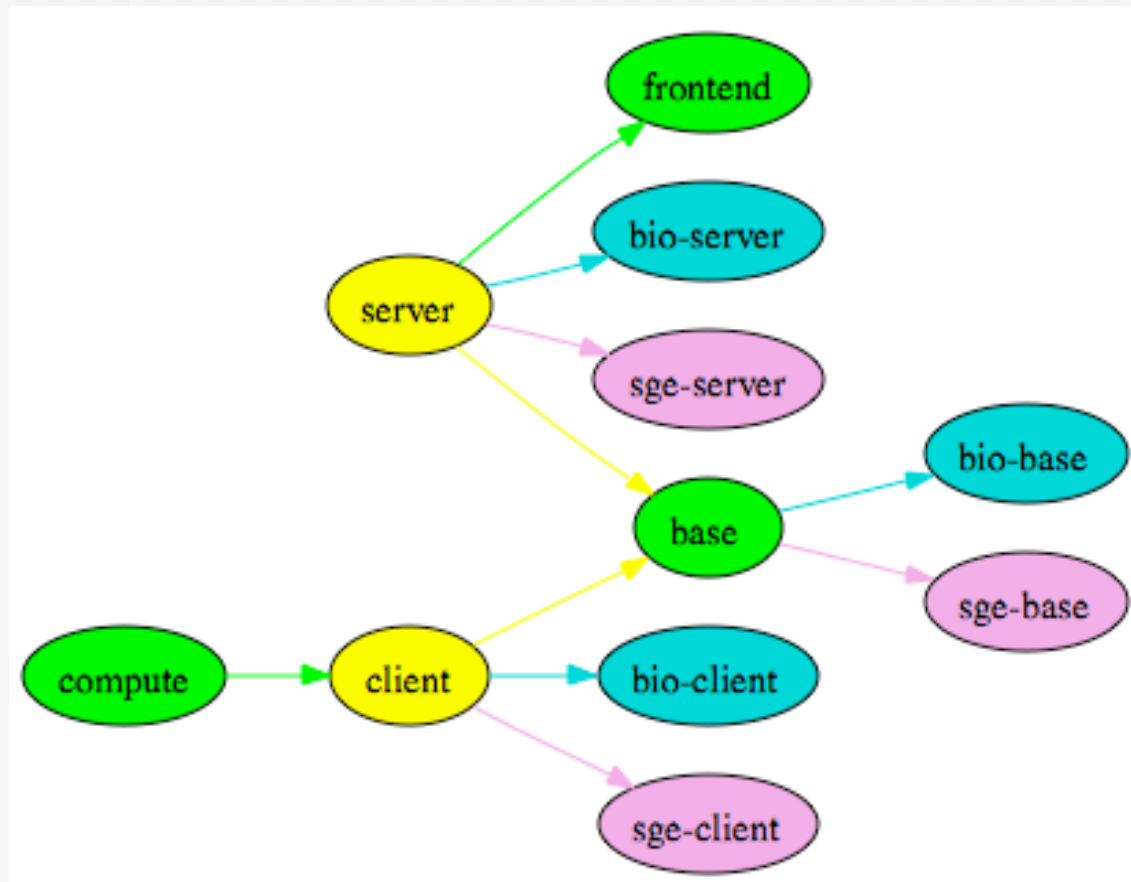 frontend
bio-server
server
sge-server
bio-base
base
sge-base
compute
client
bio-client
sge-client